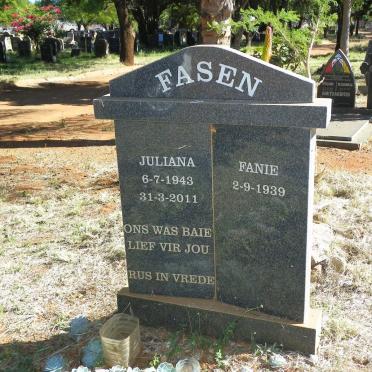 FASEN
JULIANA
6-7-1943
31-3-2011
ONS WAS BAIE
LIEF VIR JOU
RUS IN VREDE
FANIE
2-9-1939